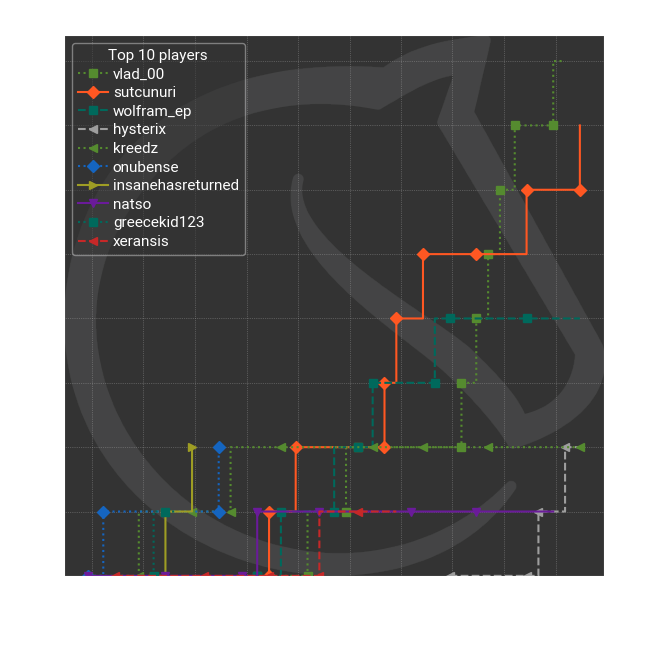 Top 10 players
vlad_00
sutcunuri
wolfram_ep
hysterix
kreedz
onubense
insanehasreturned
natso
greecekid123
xeransis